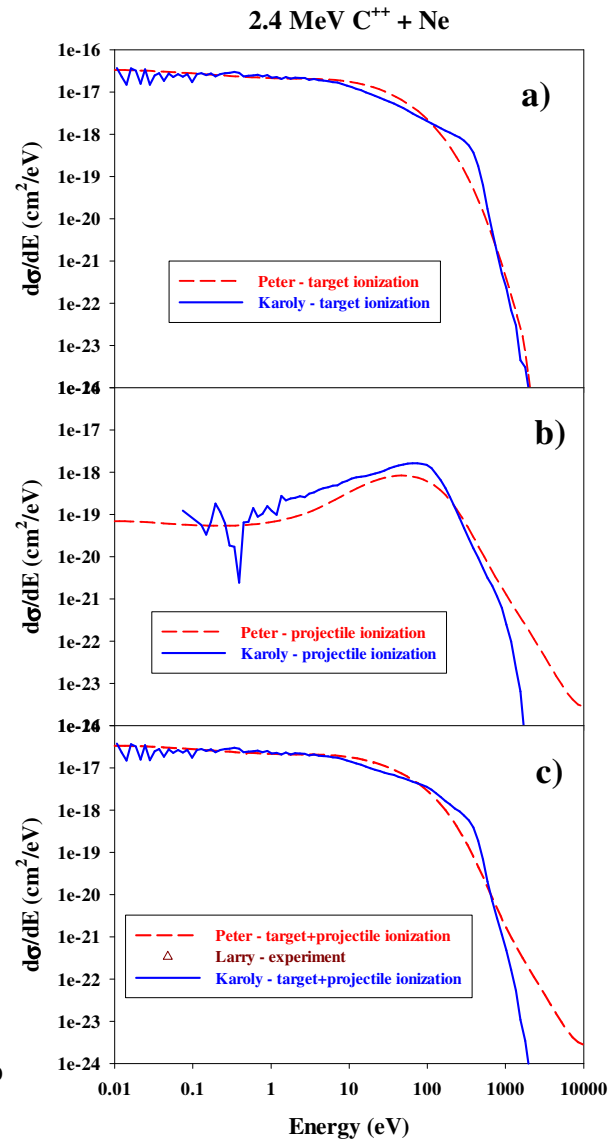 2.4 MeV C++ + Ne
1e-16
1e-17
1e-18
1e-19
1e-20
1e-21
1e-22
1e-23
1e-24
dσ/dE (cm2/eV)
a)
Peter - target ionization
Karoly - target ionization
1e-17
1e-18
1e-19
1e-20
1e-21
1e-22
1e-23
1e-24
dσ/dE (cm2/eV)
b)
Peter - projectile ionization
Karoly - projectile ionization
1e-17
1e-18
1e-19
1e-20
1e-21
1e-22
1e-23
1e-24
dσ/dE (cm2/eV)
c)
Peter - target+projectile ionization
Larry - experiment
Karoly - target+projectile ionization
0.01 0.1 1 10 100 1000 10000
Energy (eV)